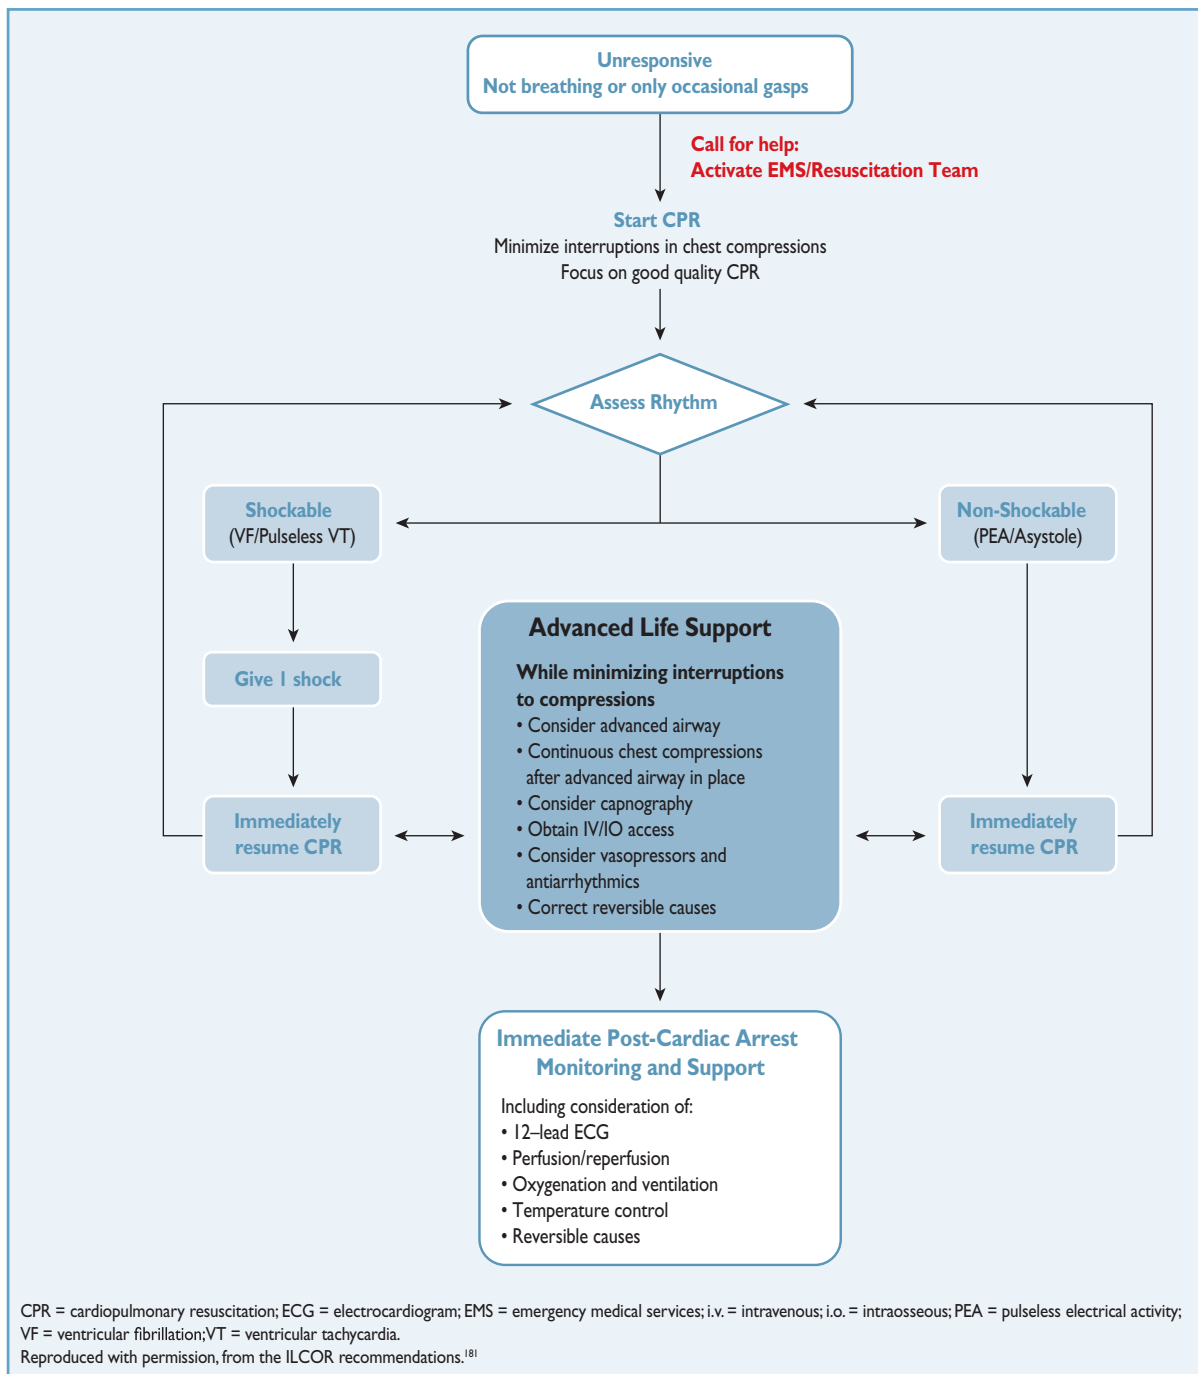 Unresponsive
Not breathing or only occasional gasps
Call for help:
Activate EMS/Resuscitation Team
Start CPR
Minimize interruptions in chest compressions
Focus on good quality CPR
Assess Rhythm
Shockable
(VF/Pulseless VT)
Non-Shockable
(PEA/Asystole)
Give 1 shock
Immediately
resume CPR
Advanced Life Support
While minimizing interruptions
to compressions
• Consider advanced airway
• Continuous chest compressions
after advanced airway in place
• Consider capnography
• Obtain IV/IO access
• Consider vasopressors and
antiarrhythmics
• Correct reversible causes
Immediately
resume CPR
Immediate Post-Cardiac Arrest
Monitoring and Support
Including consideration of:
• 12–lead ECG
• Perfusion/reperfusion
• Oxygenation and ventilation
• Temperature control
• Reversible causes
CPR = cardiopulmonary resuscitation; ECG = electrocardiogram; EMS = emergency medical services; i.v. = intravenous; i.o. = intraosseous; PEA = pulseless electrical activity;
VF = ventricular fibrillation; VT = ventricular tachycardia.
Reproduced with permission, from the ILCOR recommendations.¹⁸¹